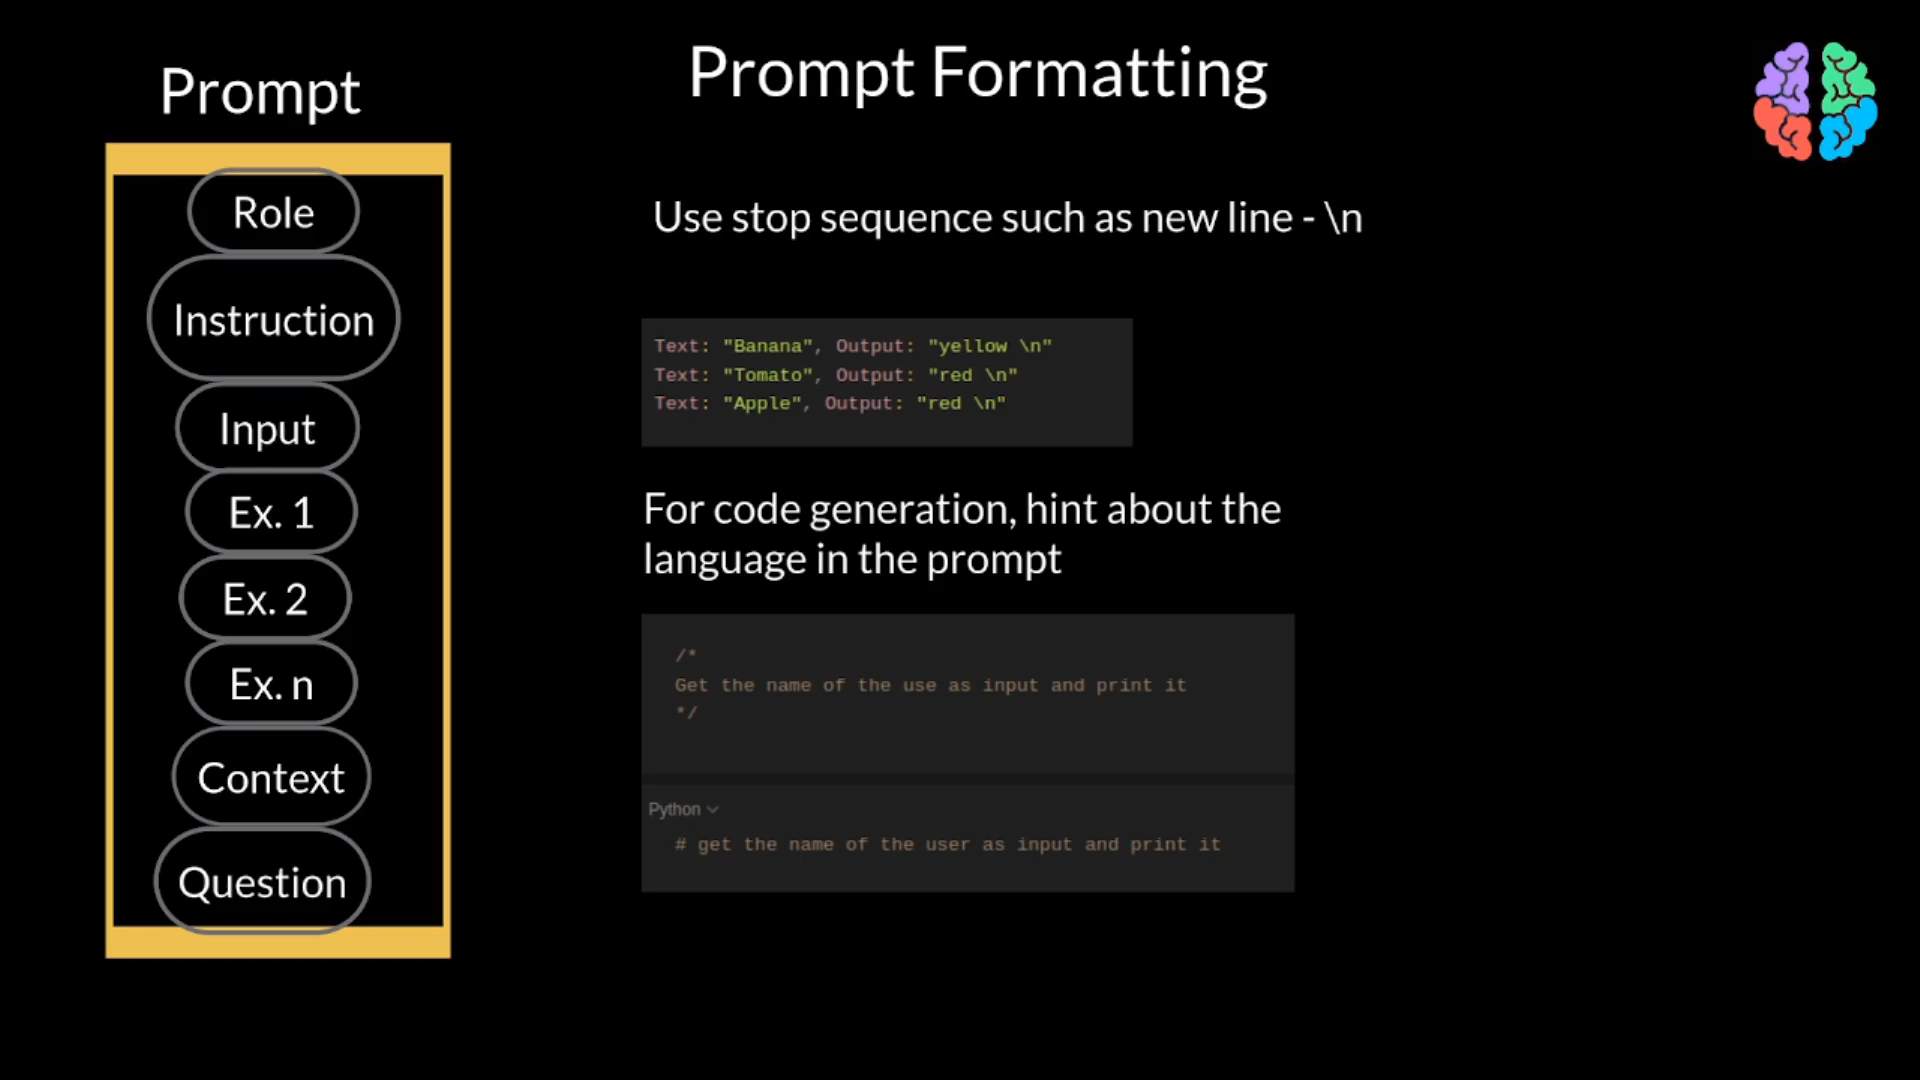 Prompt
Role
Instruction
Input
Ex. 1
Ex. 2
Ex. n
Context
Question
Prompt Formatting
Use stop sequence such as new line - \n
Text: "Banana", Output: "yellow \n"
Text: "Tomato", Output: "red \n"
Text: "Apple", Output: "red \n"
For code generation, hint about the
language in the prompt
/*
Get the name of the use as input and print it
*/
Python
# get the name of the user as input and print it